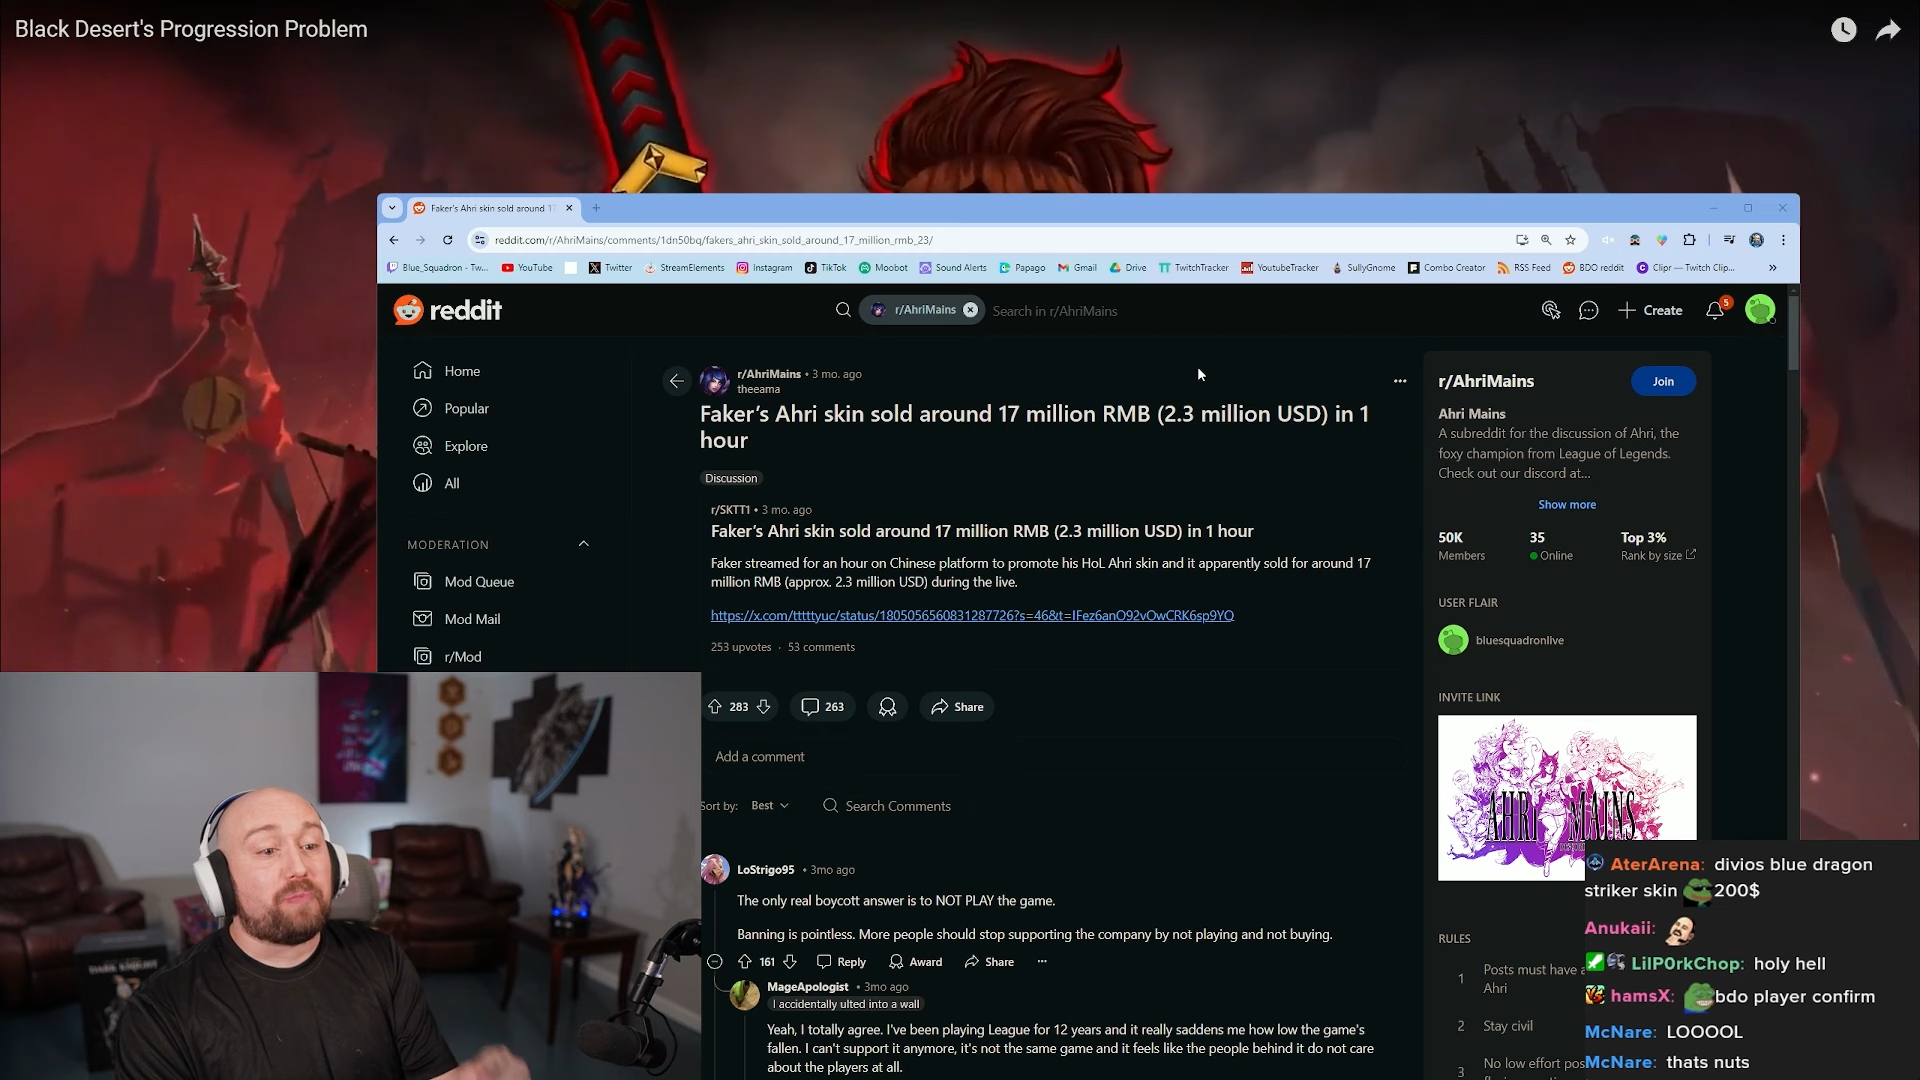 Black Desert's Progression Problem
Faker's Ahri skin sold around 17
reddit.com/r/AhriMains/comments/1dn50bq/fakers_ahri_skin_sold_around_17_million_rmb_23/
Blue_Squadron - Tw... YouTube Twitter StreamElements Instagram TikTok Moobot Sound Alerts Papago Gmail Drive TwitchTracker YoutubeTracker SullyGnome Combo Creator RSS Feed BDO reddit Clipr — Twitch Clip...
reddit r/AhriMains Search in r/AhriMains Create 5
Home
Popular
Explore
All
MODERATION
Mod Queue
Mod Mail
r/Mod
r/AhriMains • 3 mo. ago
theeama
Faker's Ahri skin sold around 17 million RMB (2.3 million USD) in 1
hour
Discussion
r/SKTT1 • 3 mo. ago
Faker's Ahri skin sold around 17 million RMB (2.3 million USD) in 1 hour
Faker streamed for an hour on Chinese platform to promote his HoL Ahri skin and it apparently sold for around 17
million RMB (approx. 2.3 million USD) during the live.
https://x.com/tttttyuc/status/1805056560831287726?s=46&t=IFez6anO92vOwCRK6sp9YQ
253 upvotes · 53 comments
283 263 Share
Add a comment
Sort by: Best Search Comments
LoStrigo95 • 3mo ago
The only real boycott answer is to NOT PLAY the game.
Banning is pointless. More people should stop supporting the company by not playing and not buying.
161 Reply Award Share
MageApologist • 3mo ago
I accidentally ulted into a wall
Yeah, I totally agree. I've been playing League for 12 years and it really saddens me how low the game's
fallen. I can't support it anymore, it's not the same game and it feels like the people behind it do not care
about the players at all.
r/AhriMains Join
Ahri Mains
A subreddit for the discussion of Ahri, the
foxy champion from League of Legends.
Check out our discord at...
Show more
50K 35 Top 3%
Members Online Rank by size
USER FLAIR
bluesquadronlive
INVITE LINK
AHRI MAINS
RULES
1 Posts must have a
Ahri
2 Stay civil
3 No low effort pos
AterArena: divios blue dragon
striker skin 200$
Anukaii:
LilP0rkChop: holy hell
hamsX: bdo player confirm
McNare: LOOOOL
McNare: thats nuts